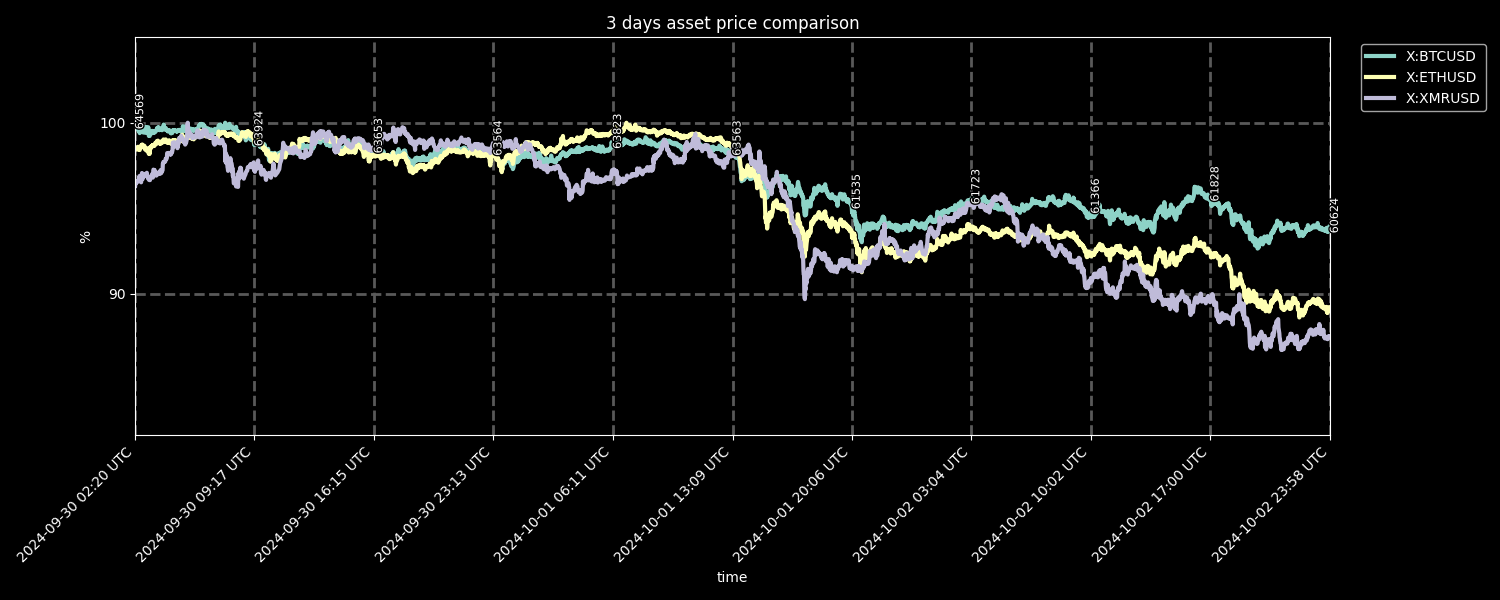 3 days asset price comparison
X:BTCUSD
X:ETHUSD
X:XMRUSD
100
90
%
64569
63924
63653
63564
63823
63563
61535
61723
61366
61828
60624
2024-09-30 02:20 UTC
2024-09-30 09:17 UTC
2024-09-30 16:15 UTC
2024-09-30 23:13 UTC
2024-10-01 06:11 UTC
2024-10-01 13:09 UTC
2024-10-01 20:06 UTC
2024-10-02 03:04 UTC
2024-10-02 10:02 UTC
2024-10-02 17:00 UTC
2024-10-02 23:58 UTC
time